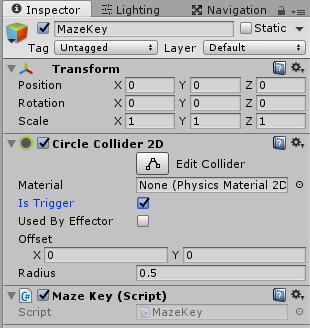 Inspector Lighting Navigation
MazeKey Static
Tag Untagged Layer Default
Transform
Position X 0 Y 0 Z 0
Rotation X 0 Y 0 Z 0
Scale X 1 Y 1 Z 1
Circle Collider 2D
Edit Collider
Material None (Physics Material 2D
Is Trigger
Used By Effector
Offset
X 0 Y 0
Radius 0.5
Maze Key (Script)
Script MazeKey